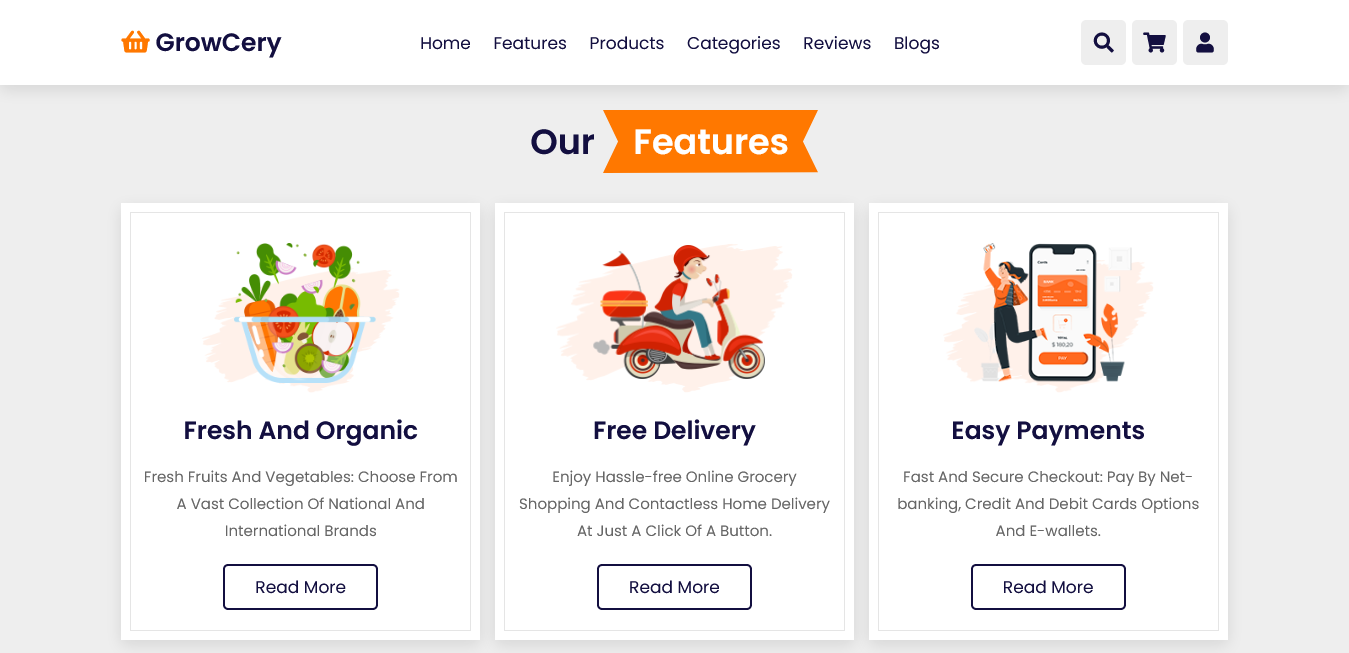 GrowCery
Home Features Products Categories Reviews Blogs
Our Features
Fresh And Organic
Fresh Fruits And Vegetables: Choose From
A Vast Collection Of National And
International Brands
Read More
Free Delivery
Enjoy Hassle-free Online Grocery
Shopping And Contactless Home Delivery
At Just A Click Of A Button.
Read More
PAY
Easy Payments
Fast And Secure Checkout: Pay By Net-
banking, Credit And Debit Cards Options
And E-wallets.
Read More